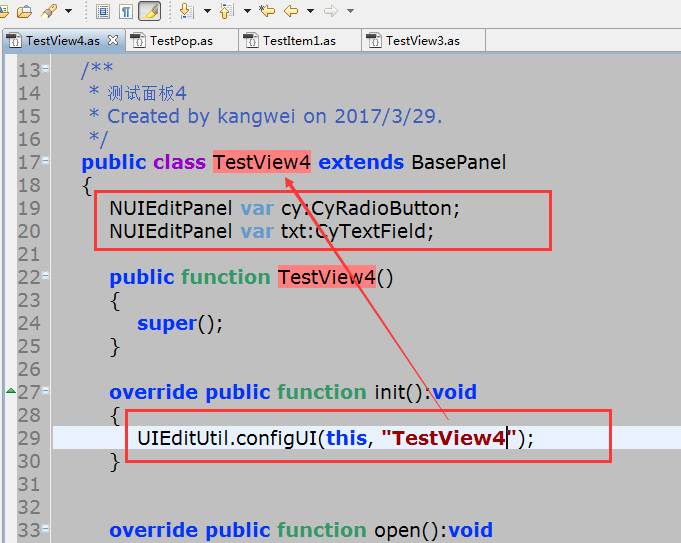 TestView4.as TestPop.as TestItem1.as TestView3.as
13 /**
14 * 测试面板4
15 * Created by kangwei on 2017/3/29.
16 */
17 public class TestView4 extends BasePanel
18 {
19 NUIEditPanel var cy:CyRadioButton;
20 NUIEditPanel var txt:CyTextField;
21
22 public function TestView4()
23 {
24 super();
25 }
26
27 override public function init():void
28 {
29 UIEditUtil.configUI(this, "TestView4");
30 }
31
32
33 override public function open():void